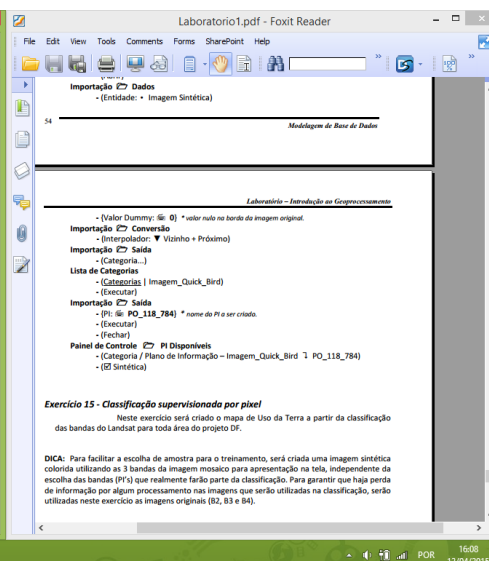 Laboratorio1.pdf - Foxit Reader
File Edit View Tools Comments Forms SharePoint Help
Importação Dados
- (Entidade: • Imagem Sintética)
54
Modelagem de Base de Dados
Laboratório – Introdução ao Geoprocessamento
- {Valor Dummy: 0} * valor nulo na borda da imagem original.
Importação Conversão
- (Interpolador: ▼ Vizinho + Próximo)
Importação Saída
- (Categoria...)
Lista de Categorias
- (Categorias | Imagem_Quick_Bird)
- (Executar)
Importação Saída
- {PI: PO_118_784} * nome do PI a ser criado.
- (Executar)
- (Fechar)
Painel de Controle PI Disponíveis
- (Categoria / Plano de Informação – Imagem_Quick_Bird PO_118_784)
- (☑ Sintética)
Exercício 15 - Classificação supervisionada por pixel
Neste exercício será criado o mapa de Uso da Terra a partir da classificação
das bandas do Landsat para toda área do projeto DF.
DICA: Para facilitar a escolha de amostra para o treinamento, será criada uma imagem sintética
colorida utilizando as 3 bandas da imagem mosaico para apresentação na tela, independente da
escolha das bandas (PI's) que realmente farão parte da classificação. Para garantir que haja perda
de informação por algum processamento nas imagens que serão utilizadas na classificação, serão
utilizadas neste exercício as imagens originais (B2, B3 e B4).
POR 16:08
12/04/2015